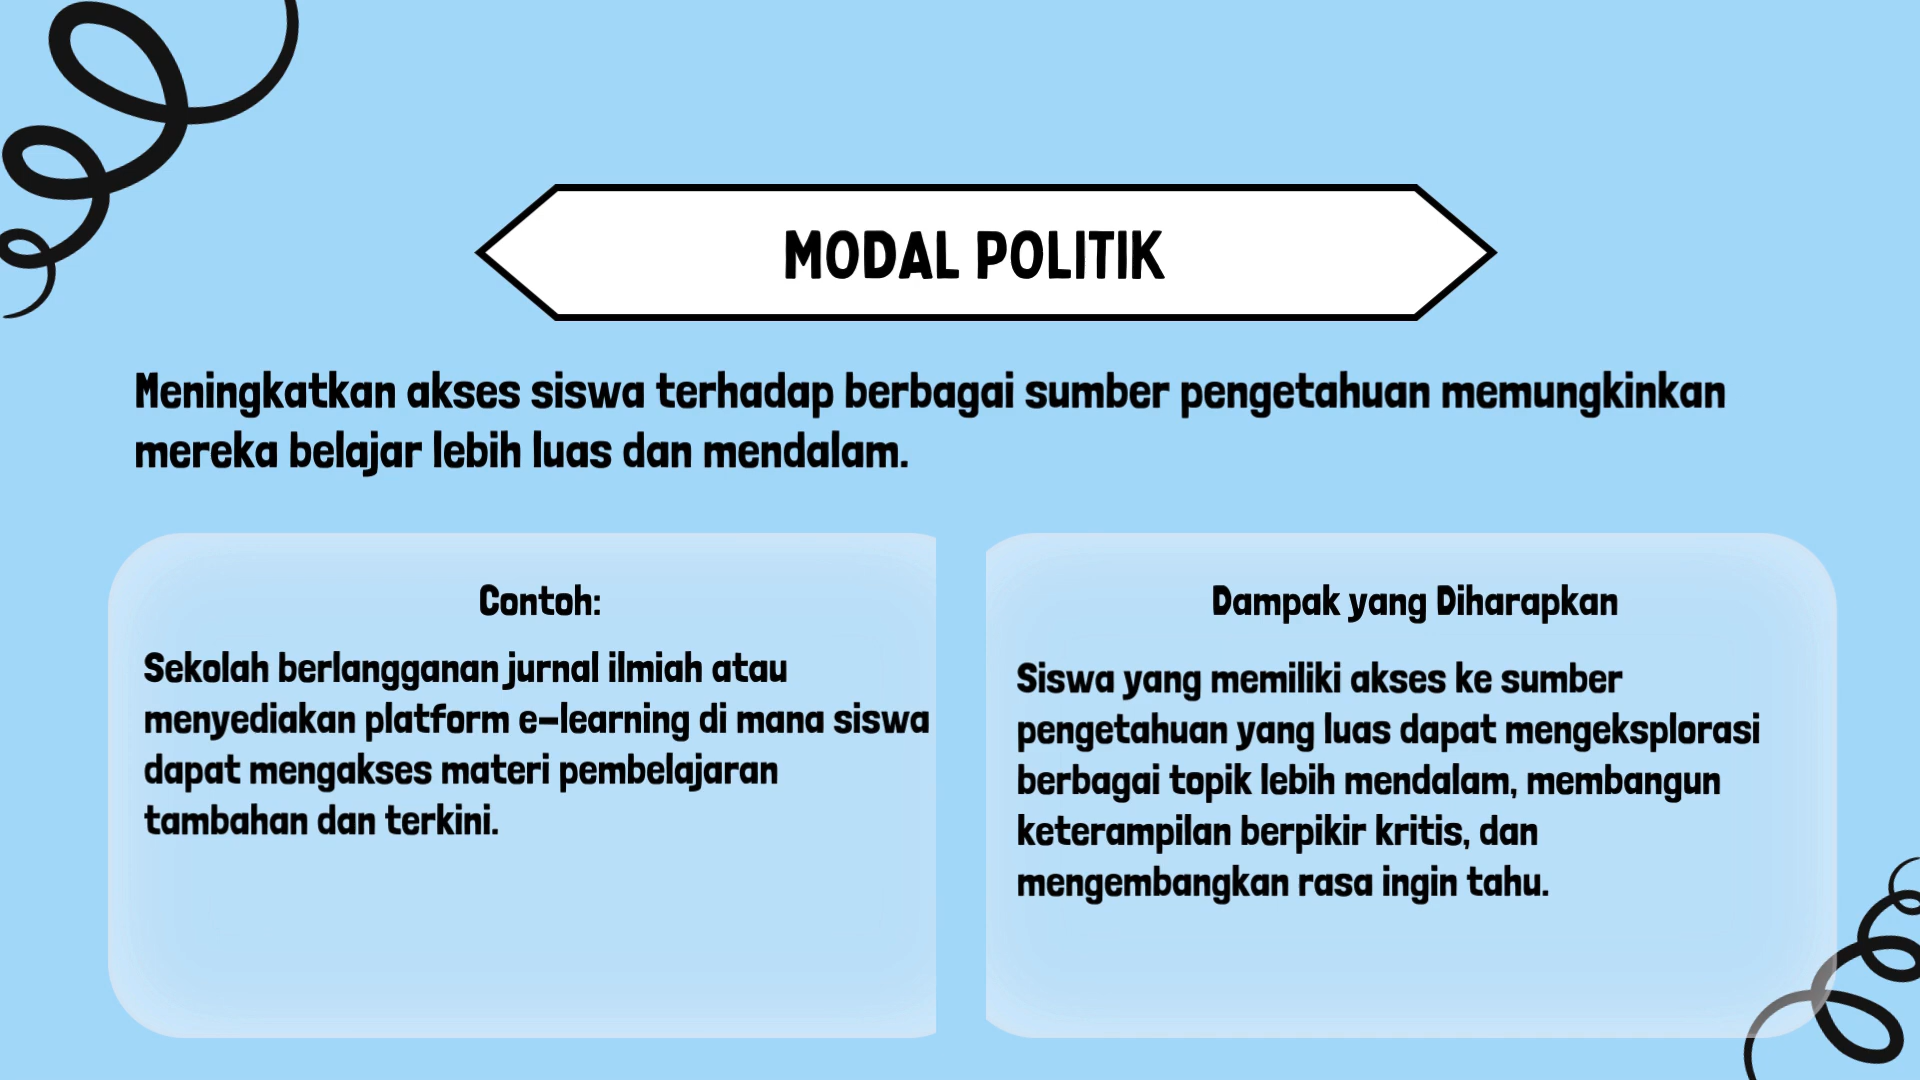 MODAL POLITIK
Meningkatkan akses siswa terhadap berbagai sumber pengetahuan memungkinkan
mereka belajar lebih luas dan mendalam.
Contoh:
Sekolah berlangganan jurnal ilmiah atau
menyediakan platform e-learning di mana siswa
dapat mengakses materi pembelajaran
tambahan dan terkini.
Dampak yang Diharapkan
Siswa yang memiliki akses ke sumber
pengetahuan yang luas dapat mengeksplorasi
berbagai topik lebih mendalam, membangun
keterampilan berpikir kritis, dan
mengembangkan rasa ingin tahu.